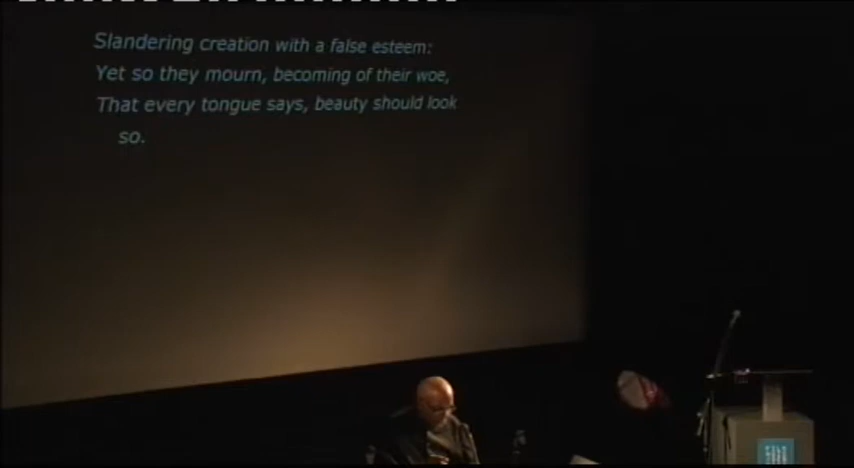 Slandering creation with a false esteem:
Yet so they mourn, becoming of their woe,
That every tongue says, beauty should look
so.